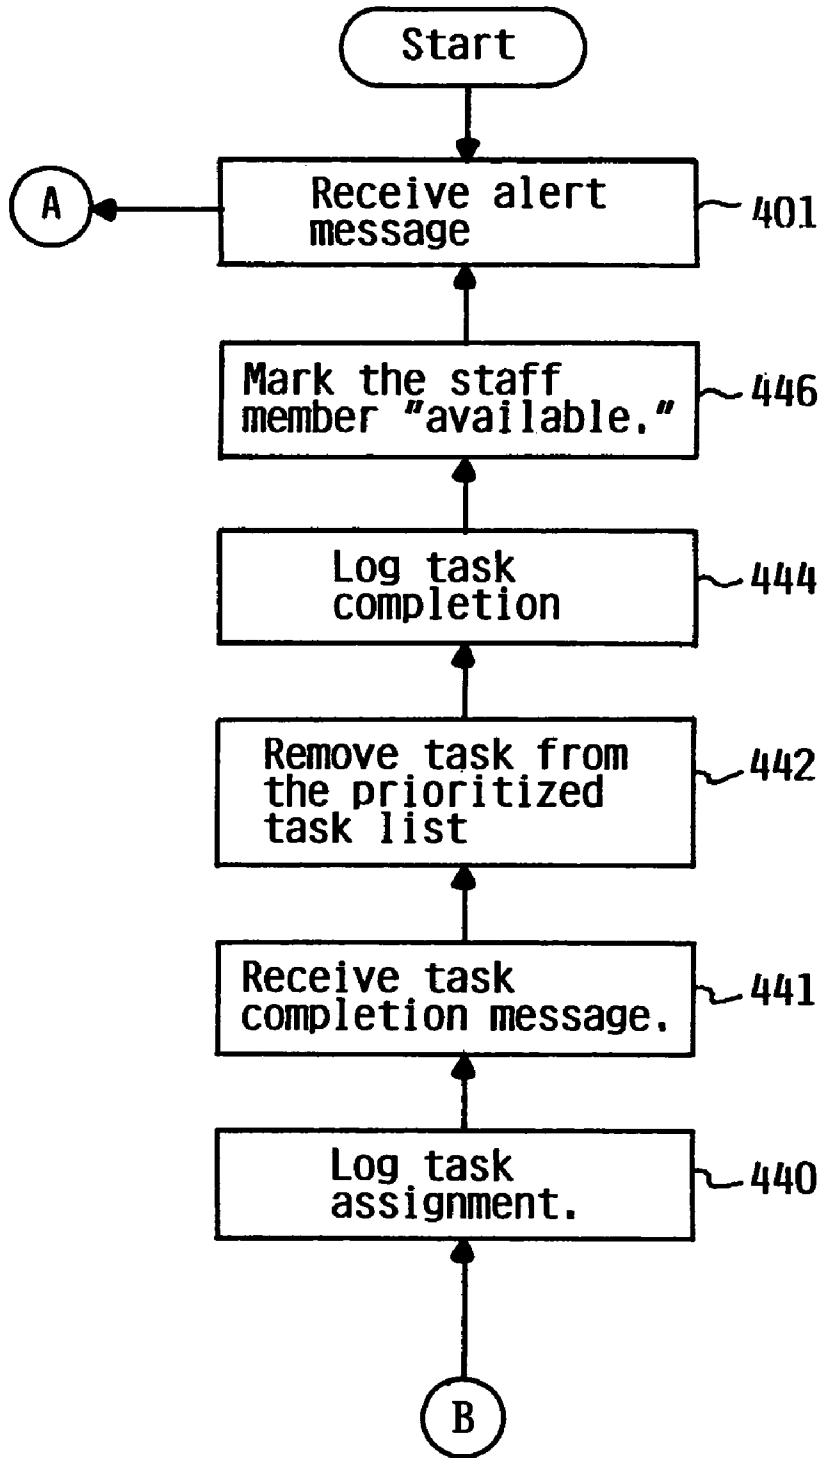 Start
A
Receive alert
message
401
Mark the staff
member "available."
446
Log task
completion
444
Remove task from
the prioritized
task list
442
Receive task
completion message.
441
Log task
assignment.
440
B